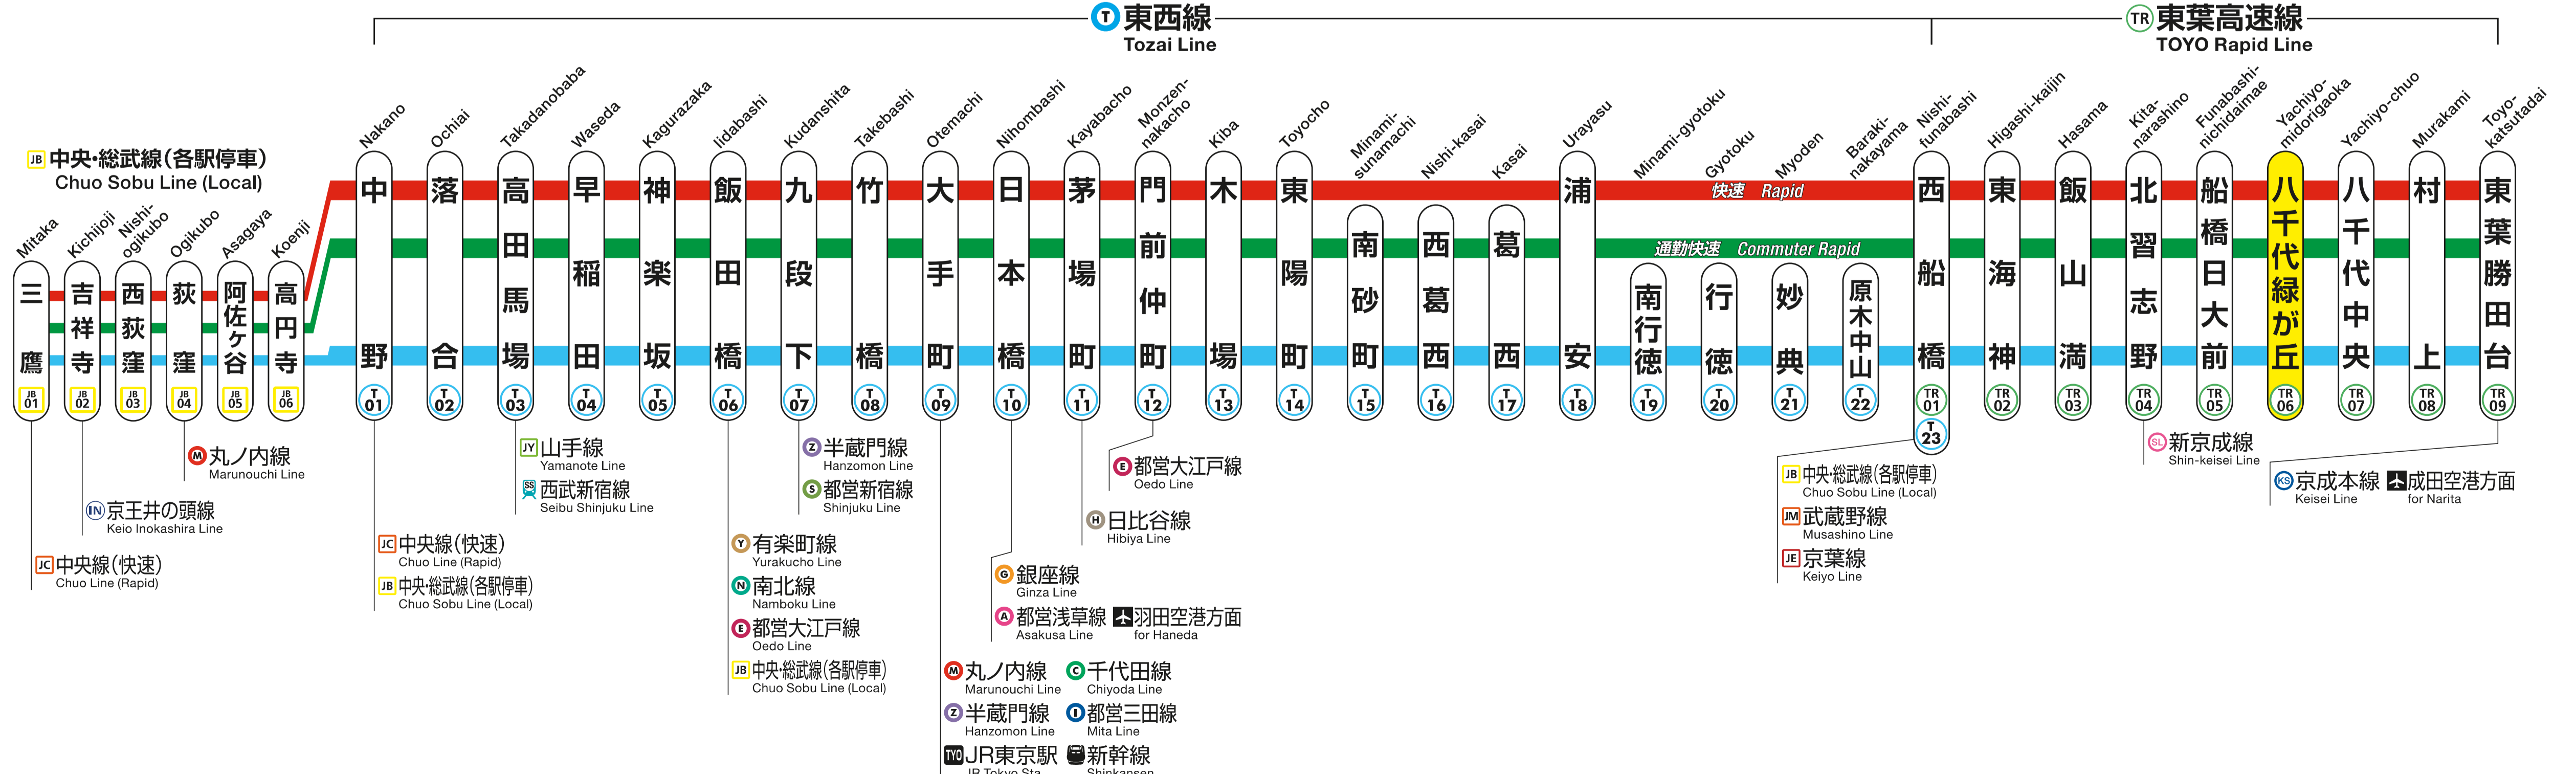 T 東西線
Tozai Line
TR 東葉高速線
TOYO Rapid Line
JB 中央・総武線(各駅停車)
Chuo Sobu Line (Local)
Mitaka
Kichijoji
Nishi-
ogikubo
Ogikubo
Asagaya
Koenji
Nakano
Ochiai
Takadanobaba
Waseda
Kagurazaka
Iidabashi
Kudanshita
Takebashi
Otemachi
Nihombashi
Kayabacho
Monzen-
nakacho
Kiba
Toyocho
Minami-
sunamachi
Nishi-kasai
Kasai
Urayasu
Minami-gyotoku
Gyotoku
Myoden
Baraki-
nakayama
Nishi-
funabashi
Higashi-kaijin
Hasama
Kita-
narashino
Funabashi-
nichidaimae
Yachiyo-
midorigaoka
Yachiyo-chuo
Murakami
Toyo-
katsutadai
快速 Rapid
通勤快速 Commuter Rapid
三鷹
JB 01
吉祥寺
JB 02
西荻窪
JB 03
荻窪
JB 04
阿佐ヶ谷
JB 05
高円寺
JB 06
中野
T 01
落合
T 02
高田馬場
T 03
早稲田
T 04
神楽坂
T 05
飯田橋
T 06
九段下
T 07
竹橋
T 08
大手町
T 09
日本橋
T 10
茅場町
T 11
門前仲町
T 12
木場
T 13
東陽町
T 14
南砂町
T 15
西葛西
T 16
葛西
T 17
浦安
T 18
南行徳
T 19
行徳
T 20
妙典
T 21
原木中山
T 22
西船橋
TR 01
T 23
東海神
TR 02
飯山満
TR 03
北習志野
TR 04
船橋日大前
TR 05
八千代緑が丘
TR 06
八千代中央
TR 07
村上
TR 08
東葉勝田台
TR 09
M 丸ノ内線
Marunouchi Line
IN 京王井の頭線
Keio Inokashira Line
JC 中央線(快速)
Chuo Line (Rapid)
JC 中央線(快速)
Chuo Line (Rapid)
JB 中央・総武線(各駅停車)
Chuo Sobu Line (Local)
JY 山手線
Yamanote Line
SS 西武新宿線
Seibu Shinjuku Line
Y 有楽町線
Yurakucho Line
N 南北線
Namboku Line
E 都営大江戸線
Oedo Line
JB 中央・総武線(各駅停車)
Chuo Sobu Line (Local)
Z 半蔵門線
Hanzomon Line
S 都営新宿線
Shinjuku Line
M 丸ノ内線
Marunouchi Line
C 千代田線
Chiyoda Line
Z 半蔵門線
Hanzomon Line
I 都営三田線
Mita Line
TYO JR東京駅
JR Tokyo Sta.
新幹線
Shinkansen
G 銀座線
Ginza Line
A 都営浅草線 羽田空港方面
Asakusa Line for Haneda
H 日比谷線
Hibiya Line
E 都営大江戸線
Oedo Line
JB 中央・総武線(各駅停車)
Chuo Sobu Line (Local)
JM 武蔵野線
Musashino Line
JE 京葉線
Keiyo Line
SL 新京成線
Shin-keisei Line
KS 京成本線 成田空港方面
Keisei Line for Narita